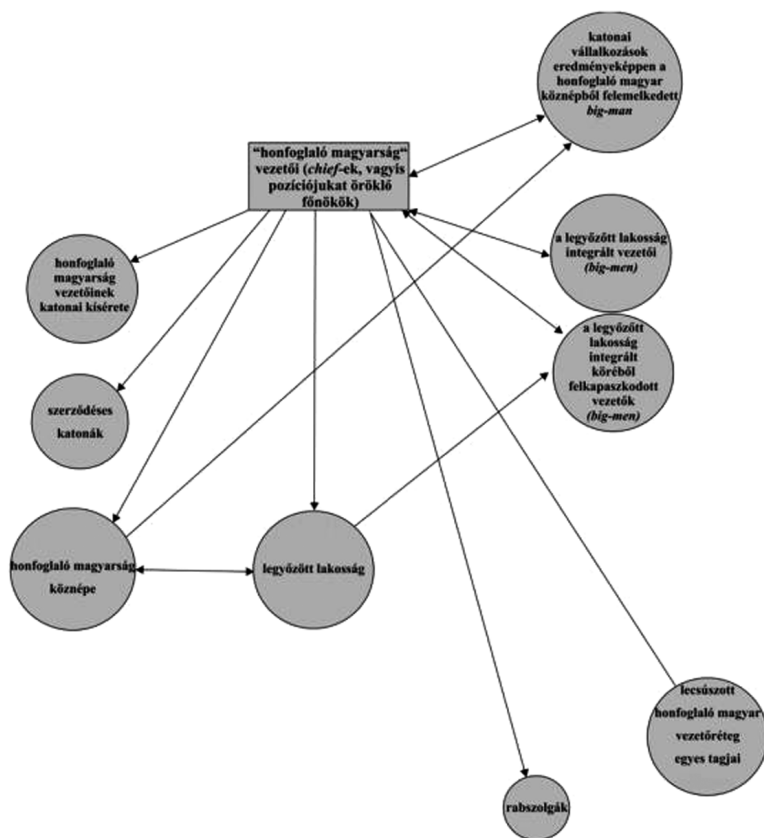 katonai
vállalkozások
eredményeképpen a
honfoglaló magyar
köznépből felemelkedett
big-man
“honfoglaló magyarság“
vezetői (chief-ek, vagyis
pozíciójukat öröklő
főnökök)
honfoglaló
magyarság
vezetőinek
katonai kísérete
a legyőzött lakosság
integrált vezetői
(big-men)
a legyőzött
lakosság
integrált
köréből
felkapaszkodott
vezetők
(big-men)
szerződéses
katonák
honfoglaló magyarság
köznépe
legyőzött lakosság
lecsúszott
honfoglaló magyar
vezetőréteg
egyes tagjai
rabszolgák